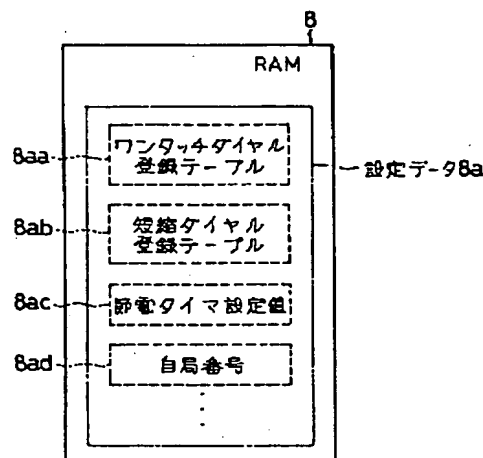 8
RAM
8aa
ワンタッチダイヤル
登録テーブル
設定データ8a
8ab
短縮ダイヤル
登録テーブル
8ac
節電タイマ設定値
8ad
自局番号